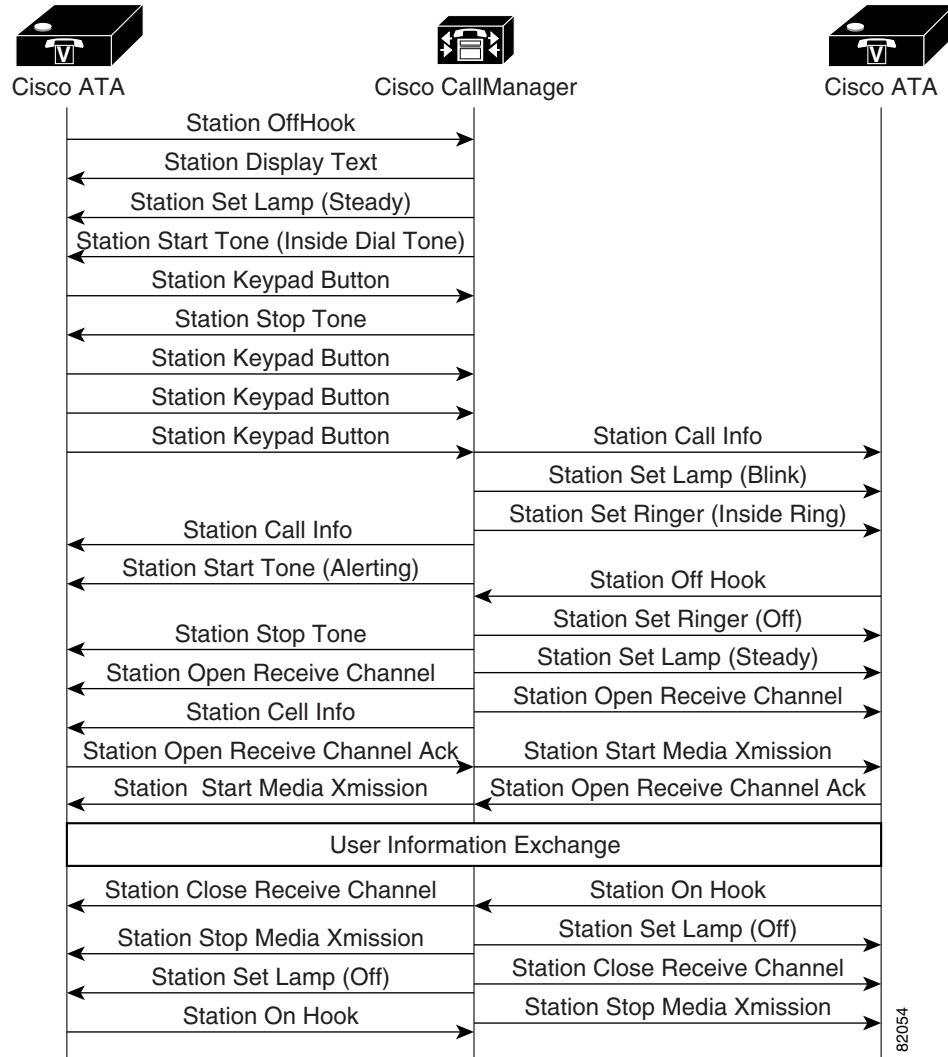 V
V
Cisco ATA
Cisco CallManager
Cisco ATA
Station OffHook
Station Display Text
Station Set Lamp (Steady)
Station Start Tone (Inside Dial Tone)
Station Keypad Button
Station Stop Tone
Station Keypad Button
Station Keypad Button
Station Keypad Button
Station Call Info
Station Set Lamp (Blink)
Station Set Ringer (Inside Ring)
Station Call Info
Station Start Tone (Alerting)
Station Off Hook
Station Set Ringer (Off)
Station Stop Tone
Station Set Lamp (Steady)
Station Open Receive Channel
Station Open Receive Channel
Station Cell Info
Station Open Receive Channel Ack
Station Start Media Xmission
Station Start Media Xmission
Station Open Receive Channel Ack
User Information Exchange
Station Close Receive Channel
Station On Hook
Station Set Lamp (Off)
Station Stop Media Xmission
Station Close Receive Channel
Station Set Lamp (Off)
Station Stop Media Xmission
Station On Hook
82054